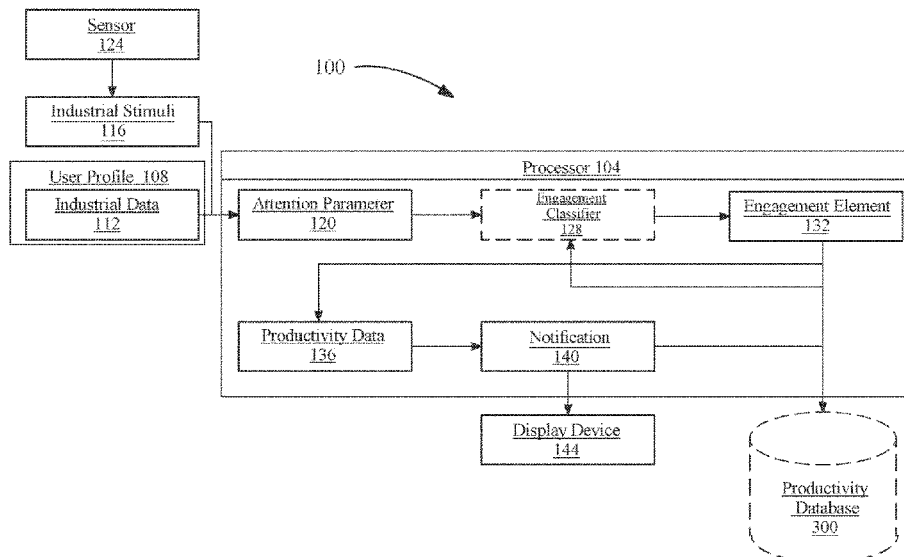 Sensor
124
100
Industrial Stimuli
116
User Profile 108
Industrial Data
112
Processor 104
Attention Parameter
120
Engagement
Classifier
128
Engagement Element
132
Productivity Data
136
Notification
140
Display Device
144
Productivity
Database
300